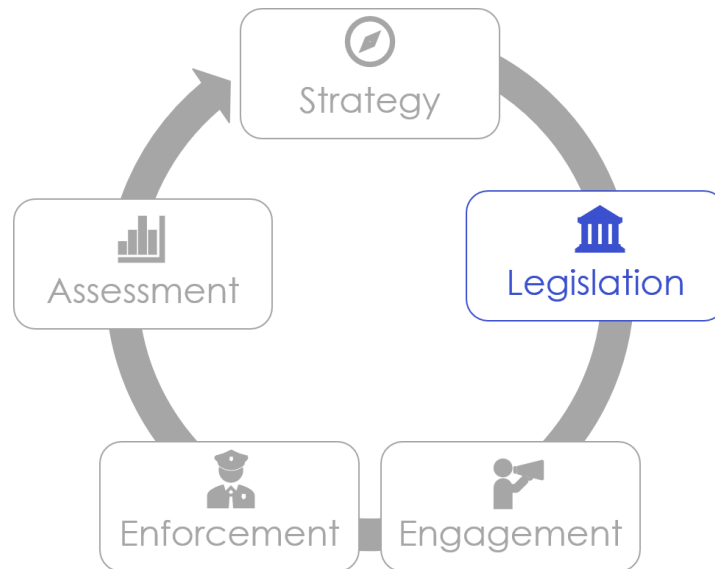 Strategy
Legislation
Assessment
Enforcement
Engagement